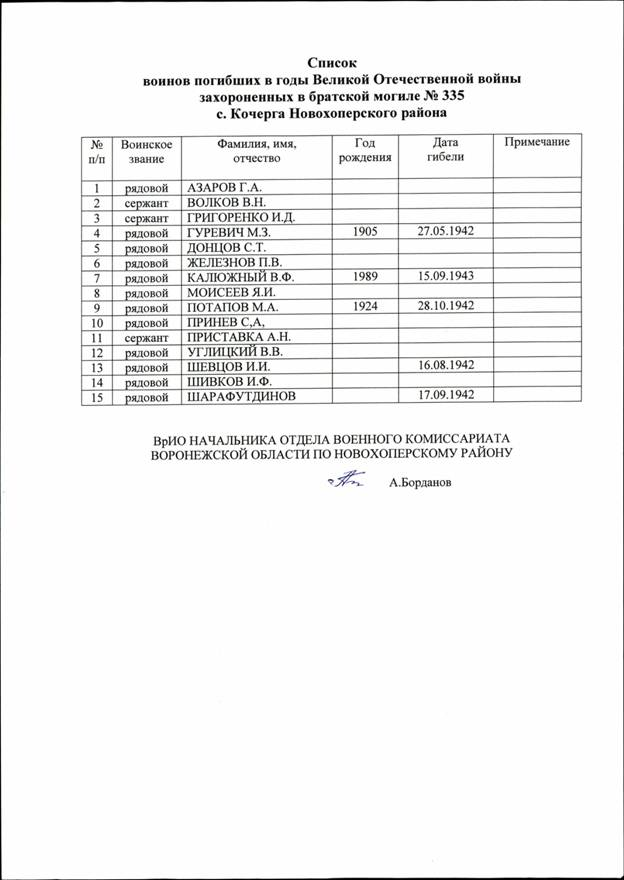 Список
воинов погибших в годы Великой Отечественной войны
захороненных в братской могиле № 335
с. Кочерга Новохоперского района
№ п/п Воинское звание Фамилия, имя, отчество Год рождения Дата гибели Примечание
1 рядовой АЗАРОВ Г.А.
2 сержант ВОЛКОВ В.Н.
3 сержант ГРИГОРЕНКО И.Д.
4 рядовой ГУРЕВИЧ М.З. 1905 27.05.1942
5 рядовой ДОНЦОВ С.Т.
6 рядовой ЖЕЛЕЗНОВ П.В.
7 рядовой КАЛЮЖНЫЙ В.Ф. 1989 15.09.1943
8 рядовой МОИСЕЕВ Я.И.
9 рядовой ПОТАПОВ М.А. 1924 28.10.1942
10 рядовой ПРИНЕВ С,А,
11 сержант ПРИСТАВКА А.Н.
12 рядовой УГЛИЦКИЙ В.В.
13 рядовой ШЕВЦОВ И.И. 16.08.1942
14 рядовой ШИВКОВ И.Ф.
15 рядовой ШАРАФУТДИНОВ 17.09.1942
ВрИО НАЧАЛЬНИКА ОТДЕЛА ВОЕННОГО КОМИССАРИАТА
ВОРОНЕЖСКОЙ ОБЛАСТИ ПО НОВОХОПЕРСКОМУ РАЙОНУ
А.Борданов